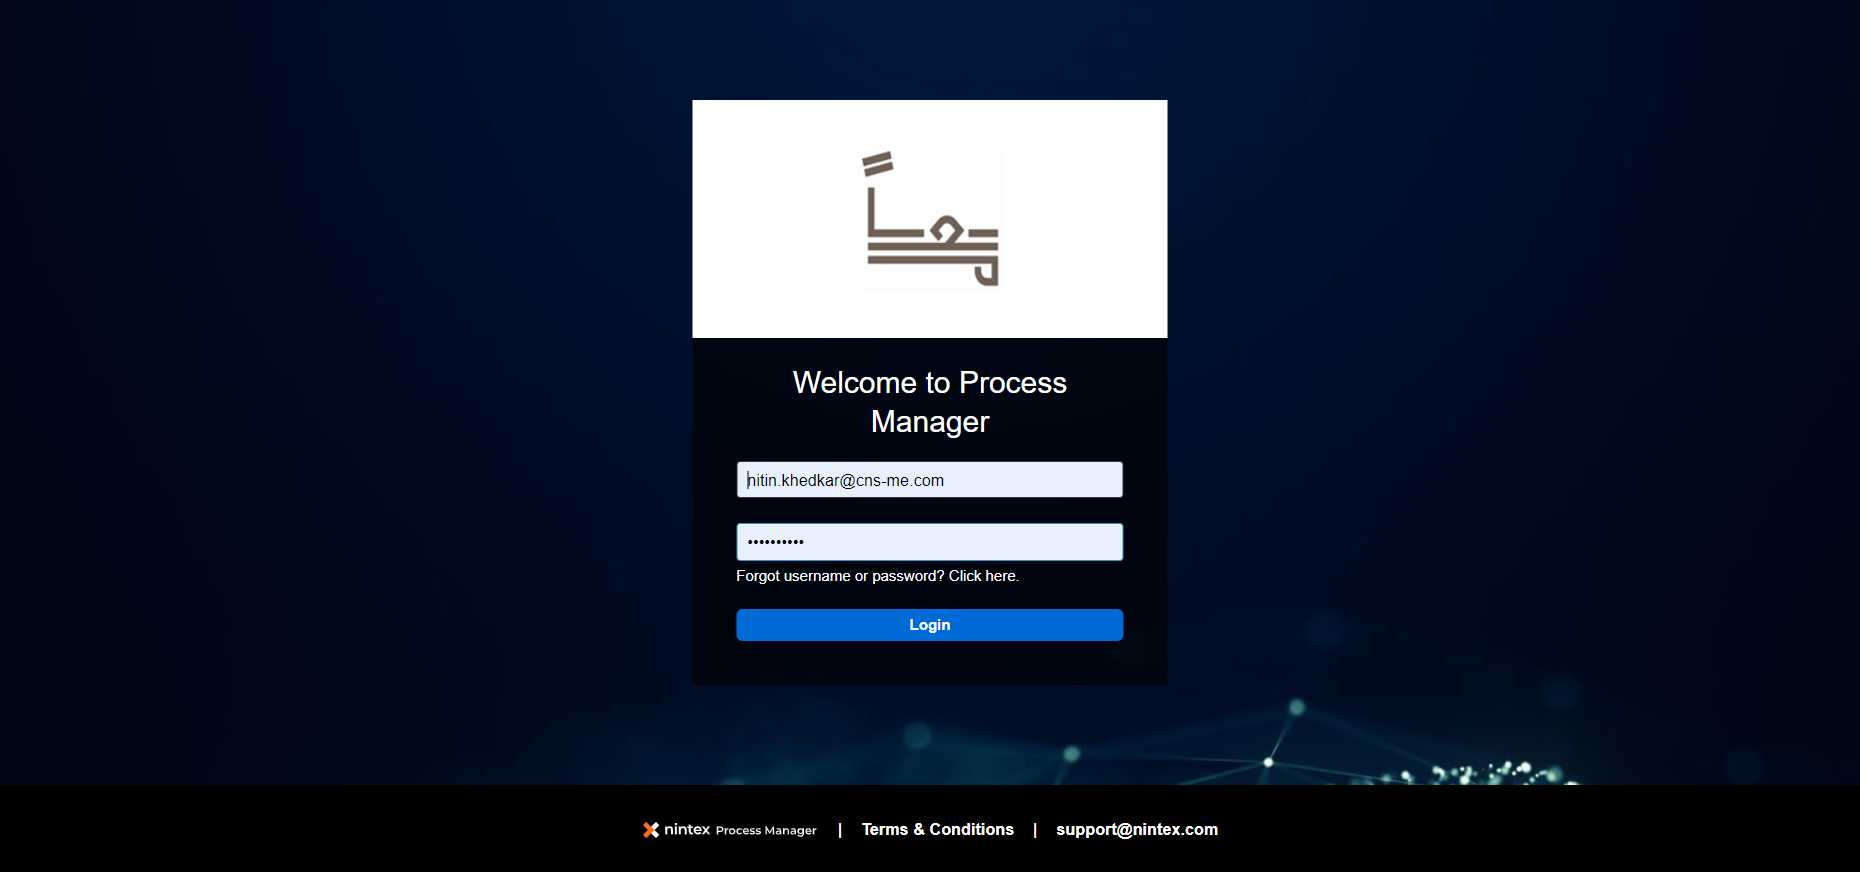 Welcome to Process
Manager
nitin.khedkar@cns-me.com
••••••••••
Forgot username or password? Click here.
Login
nintex Process Manager | Terms & Conditions | support@nintex.com